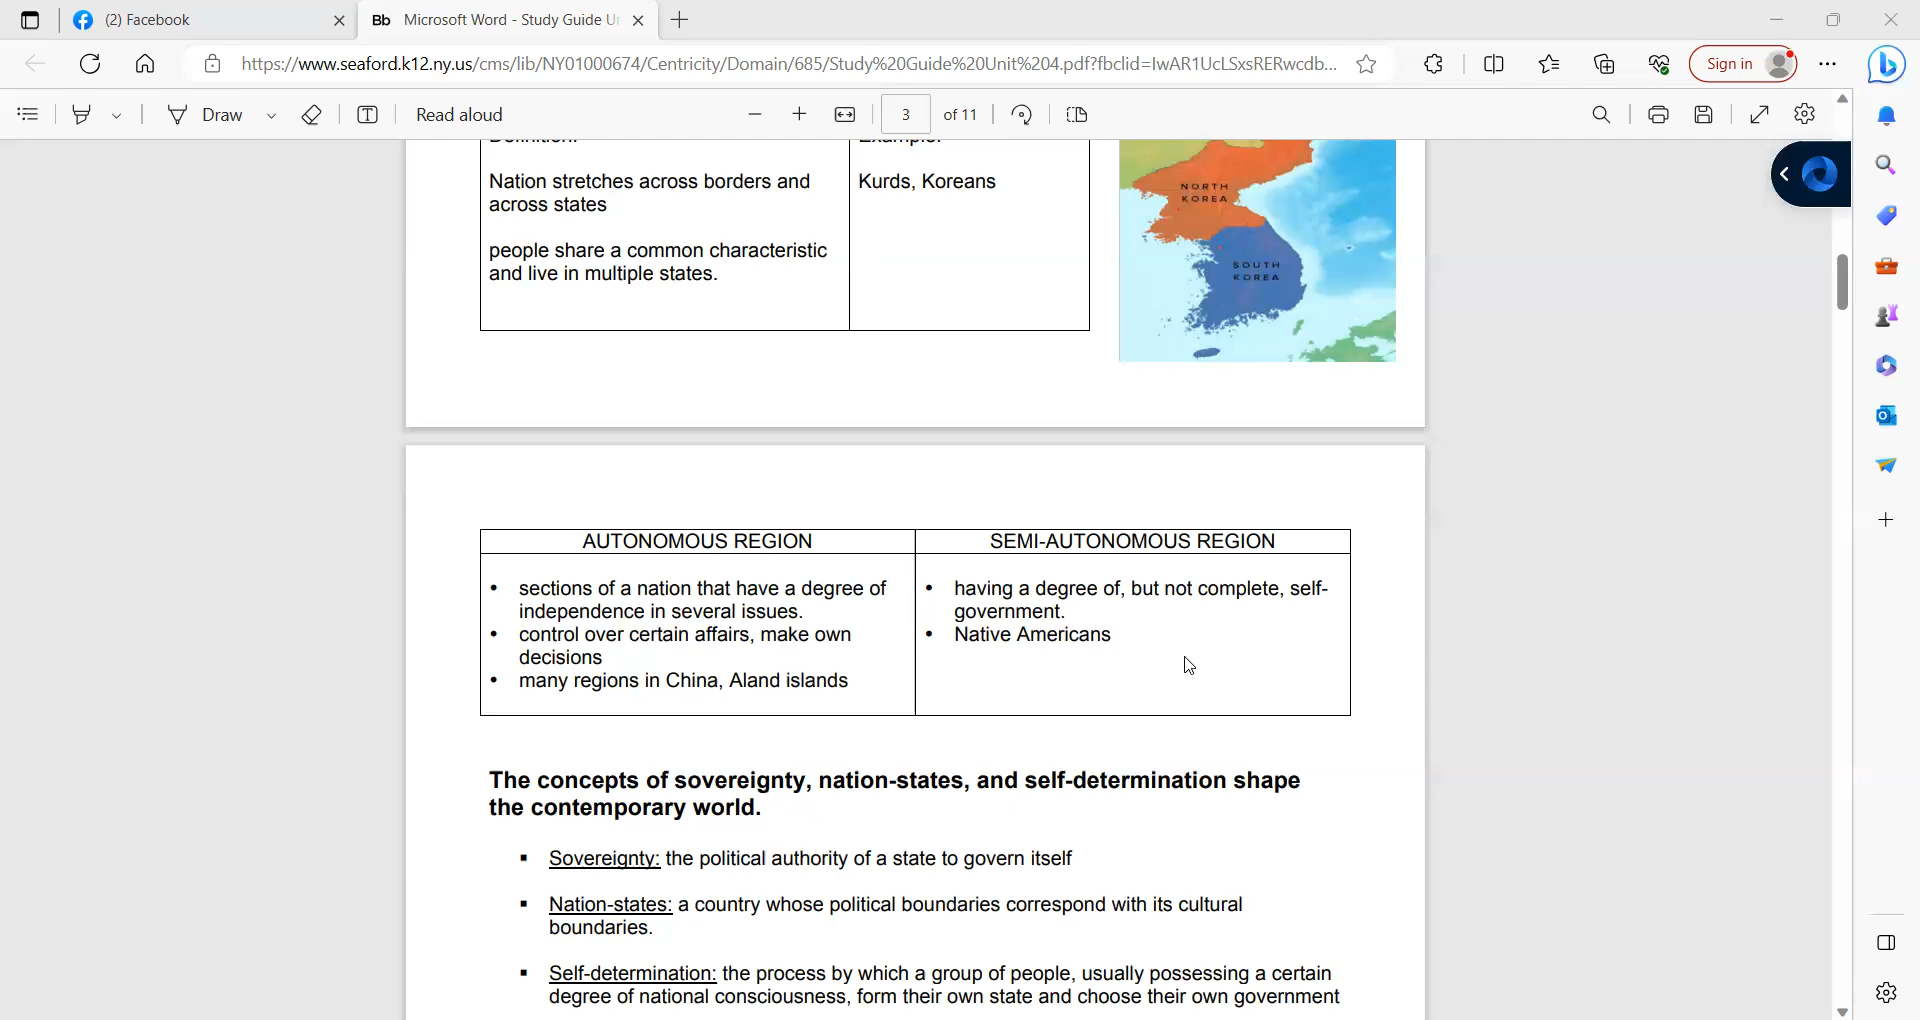 (2) Facebook
Bb Microsoft Word - Study Guide Un
https://www.seaford.k12.ny.us/cms/lib/NY01000674/Centricity/Domain/685/Study%20Guide%20Unit%204.pdf?fbclid=IwAR1UcLSxsRERwcdb...
Sign in
Draw
Read aloud
3 of 11
Definition:
Example:
Nation stretches across borders and
across states
Kurds, Koreans
people share a common characteristic
and live in multiple states.
NORTH
KOREA
SOUTH
KOREA
AUTONOMOUS REGION
SEMI-AUTONOMOUS REGION
• sections of a nation that have a degree of
independence in several issues.
• control over certain affairs, make own
decisions
• many regions in China, Aland islands
• having a degree of, but not complete, self-
government.
• Native Americans
The concepts of sovereignty, nation-states, and self-determination shape
the contemporary world.
▪ Sovereignty: the political authority of a state to govern itself
▪ Nation-states: a country whose political boundaries correspond with its cultural
boundaries.
▪ Self-determination: the process by which a group of people, usually possessing a certain
degree of national consciousness, form their own state and choose their own government